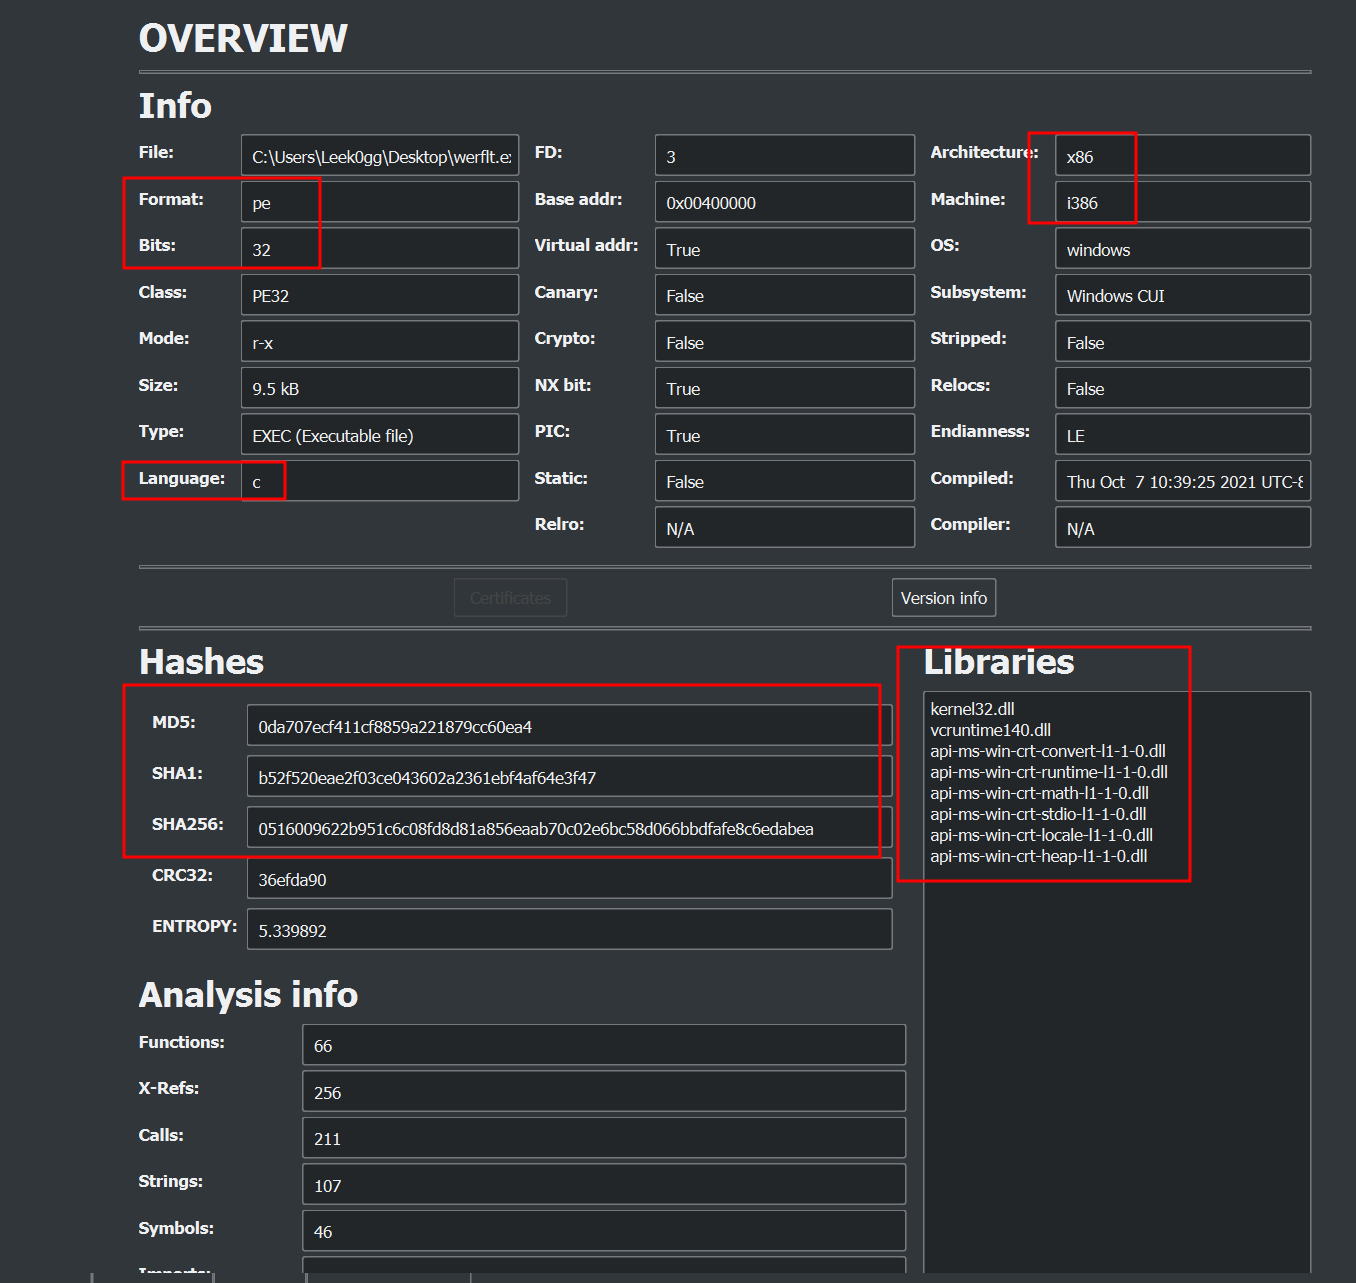 OVERVIEW
Info
File: C:\Users\Leek0gg\Desktop\werflt.ex FD: 3 Architecture: x86
Format: pe Base addr: 0x00400000 Machine: i386
Bits: 32 Virtual addr: True OS: windows
Class: PE32 Canary: False Subsystem: Windows CUI
Mode: r-x Crypto: False Stripped: False
Size: 9.5 kB NX bit: True Relocs: False
Type: EXEC (Executable file) PIC: True Endianness: LE
Language: c Static: False Compiled: Thu Oct 7 10:39:25 2021 UTC-8
Relro: N/A Compiler: N/A
Certificates Version info
Hashes
MD5: 0da707ecf411cf8859a221879cc60ea4
SHA1: b52f520eae2f03ce043602a2361ebf4af64e3f47
SHA256: 0516009622b951c6c08fd8d81a856eaab70c02e6bc58d066bbdfafe8c6edabea
CRC32: 36efda90
ENTROPY: 5.339892
Libraries
kernel32.dll
vcruntime140.dll
api-ms-win-crt-convert-l1-1-0.dll
api-ms-win-crt-runtime-l1-1-0.dll
api-ms-win-crt-math-l1-1-0.dll
api-ms-win-crt-stdio-l1-1-0.dll
api-ms-win-crt-locale-l1-1-0.dll
api-ms-win-crt-heap-l1-1-0.dll
Analysis info
Functions: 66
X-Refs: 256
Calls: 211
Strings: 107
Symbols: 46
Imports: